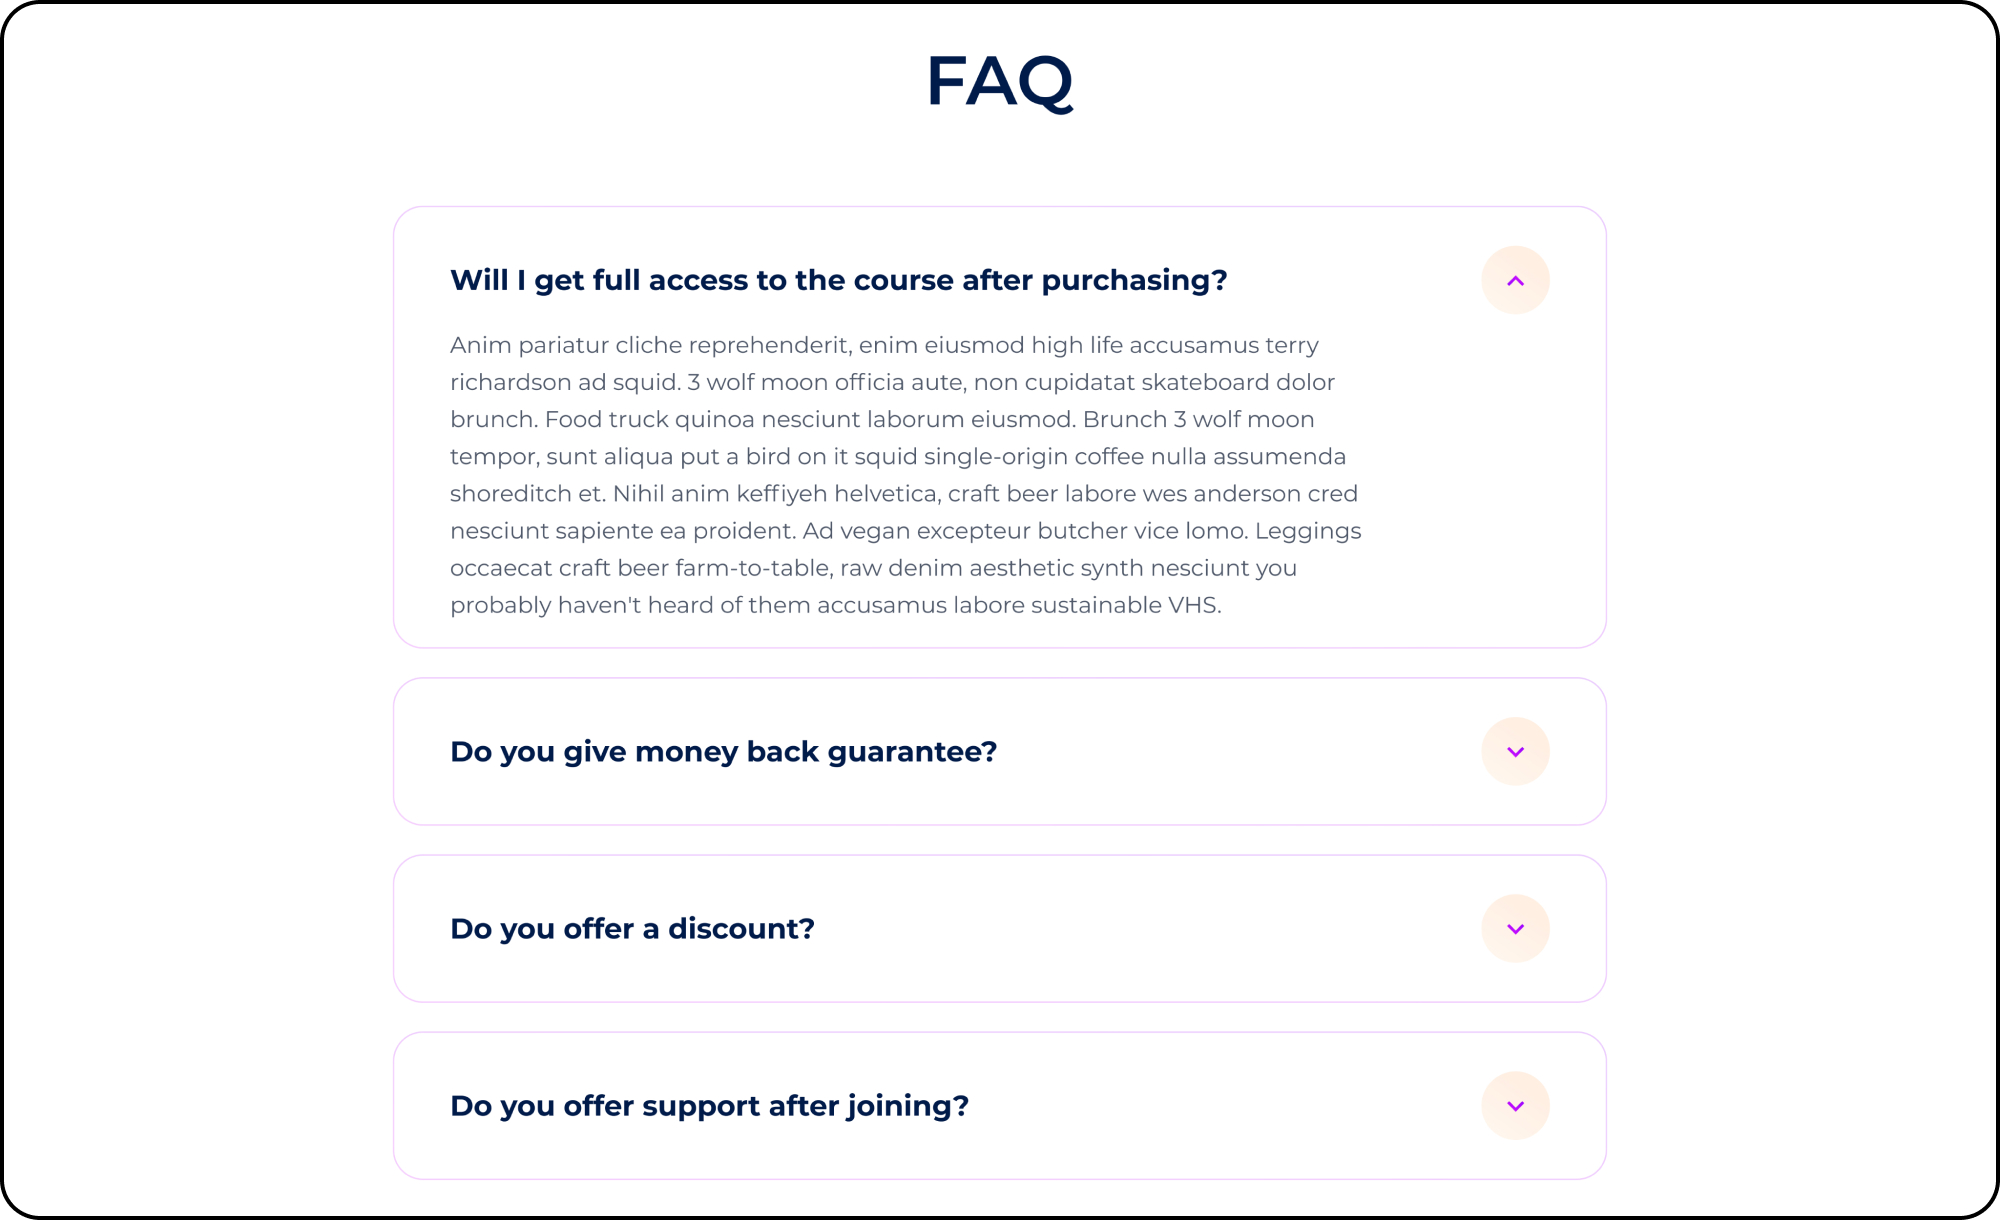 FAQ
Will I get full access to the course after purchasing?
Anim pariatur cliche reprehenderit, enim eiusmod high life accusamus terry
richardson ad squid. 3 wolf moon officia aute, non cupidatat skateboard dolor
brunch. Food truck quinoa nesciunt laborum eiusmod. Brunch 3 wolf moon
tempor, sunt aliqua put a bird on it squid single-origin coffee nulla assumenda
shoreditch et. Nihil anim keffiyeh helvetica, craft beer labore wes anderson cred
nesciunt sapiente ea proident. Ad vegan excepteur butcher vice lomo. Leggings
occaecat craft beer farm-to-table, raw denim aesthetic synth nesciunt you
probably haven't heard of them accusamus labore sustainable VHS.
Do you give money back guarantee?
Do you offer a discount?
Do you offer support after joining?